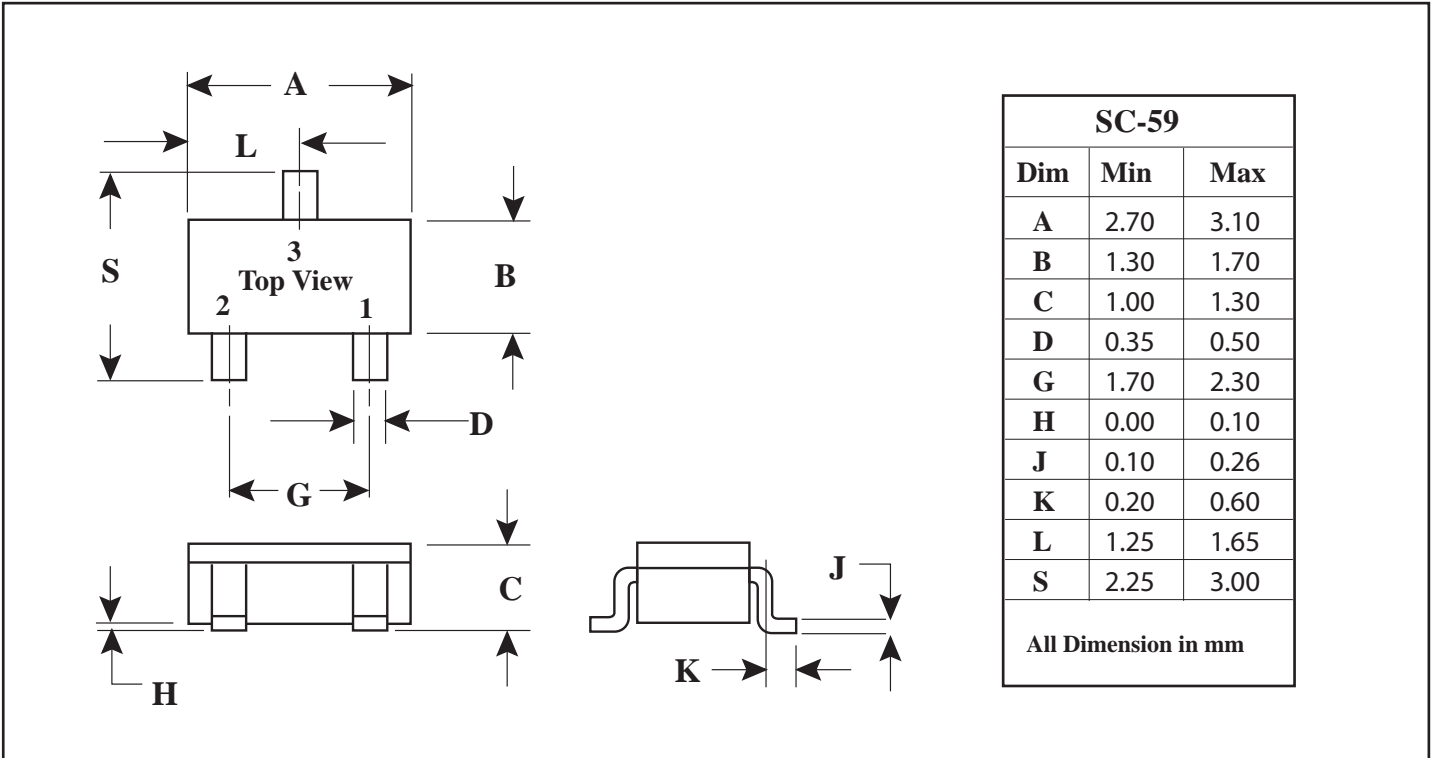 A
L
S
3
Top View
2 1
B
D
G
C
H
J
K
SC-59
Dim Min Max
A 2.70 3.10
B 1.30 1.70
C 1.00 1.30
D 0.35 0.50
G 1.70 2.30
H 0.00 0.10
J 0.10 0.26
K 0.20 0.60
L 1.25 1.65
S 2.25 3.00
All Dimension in mm